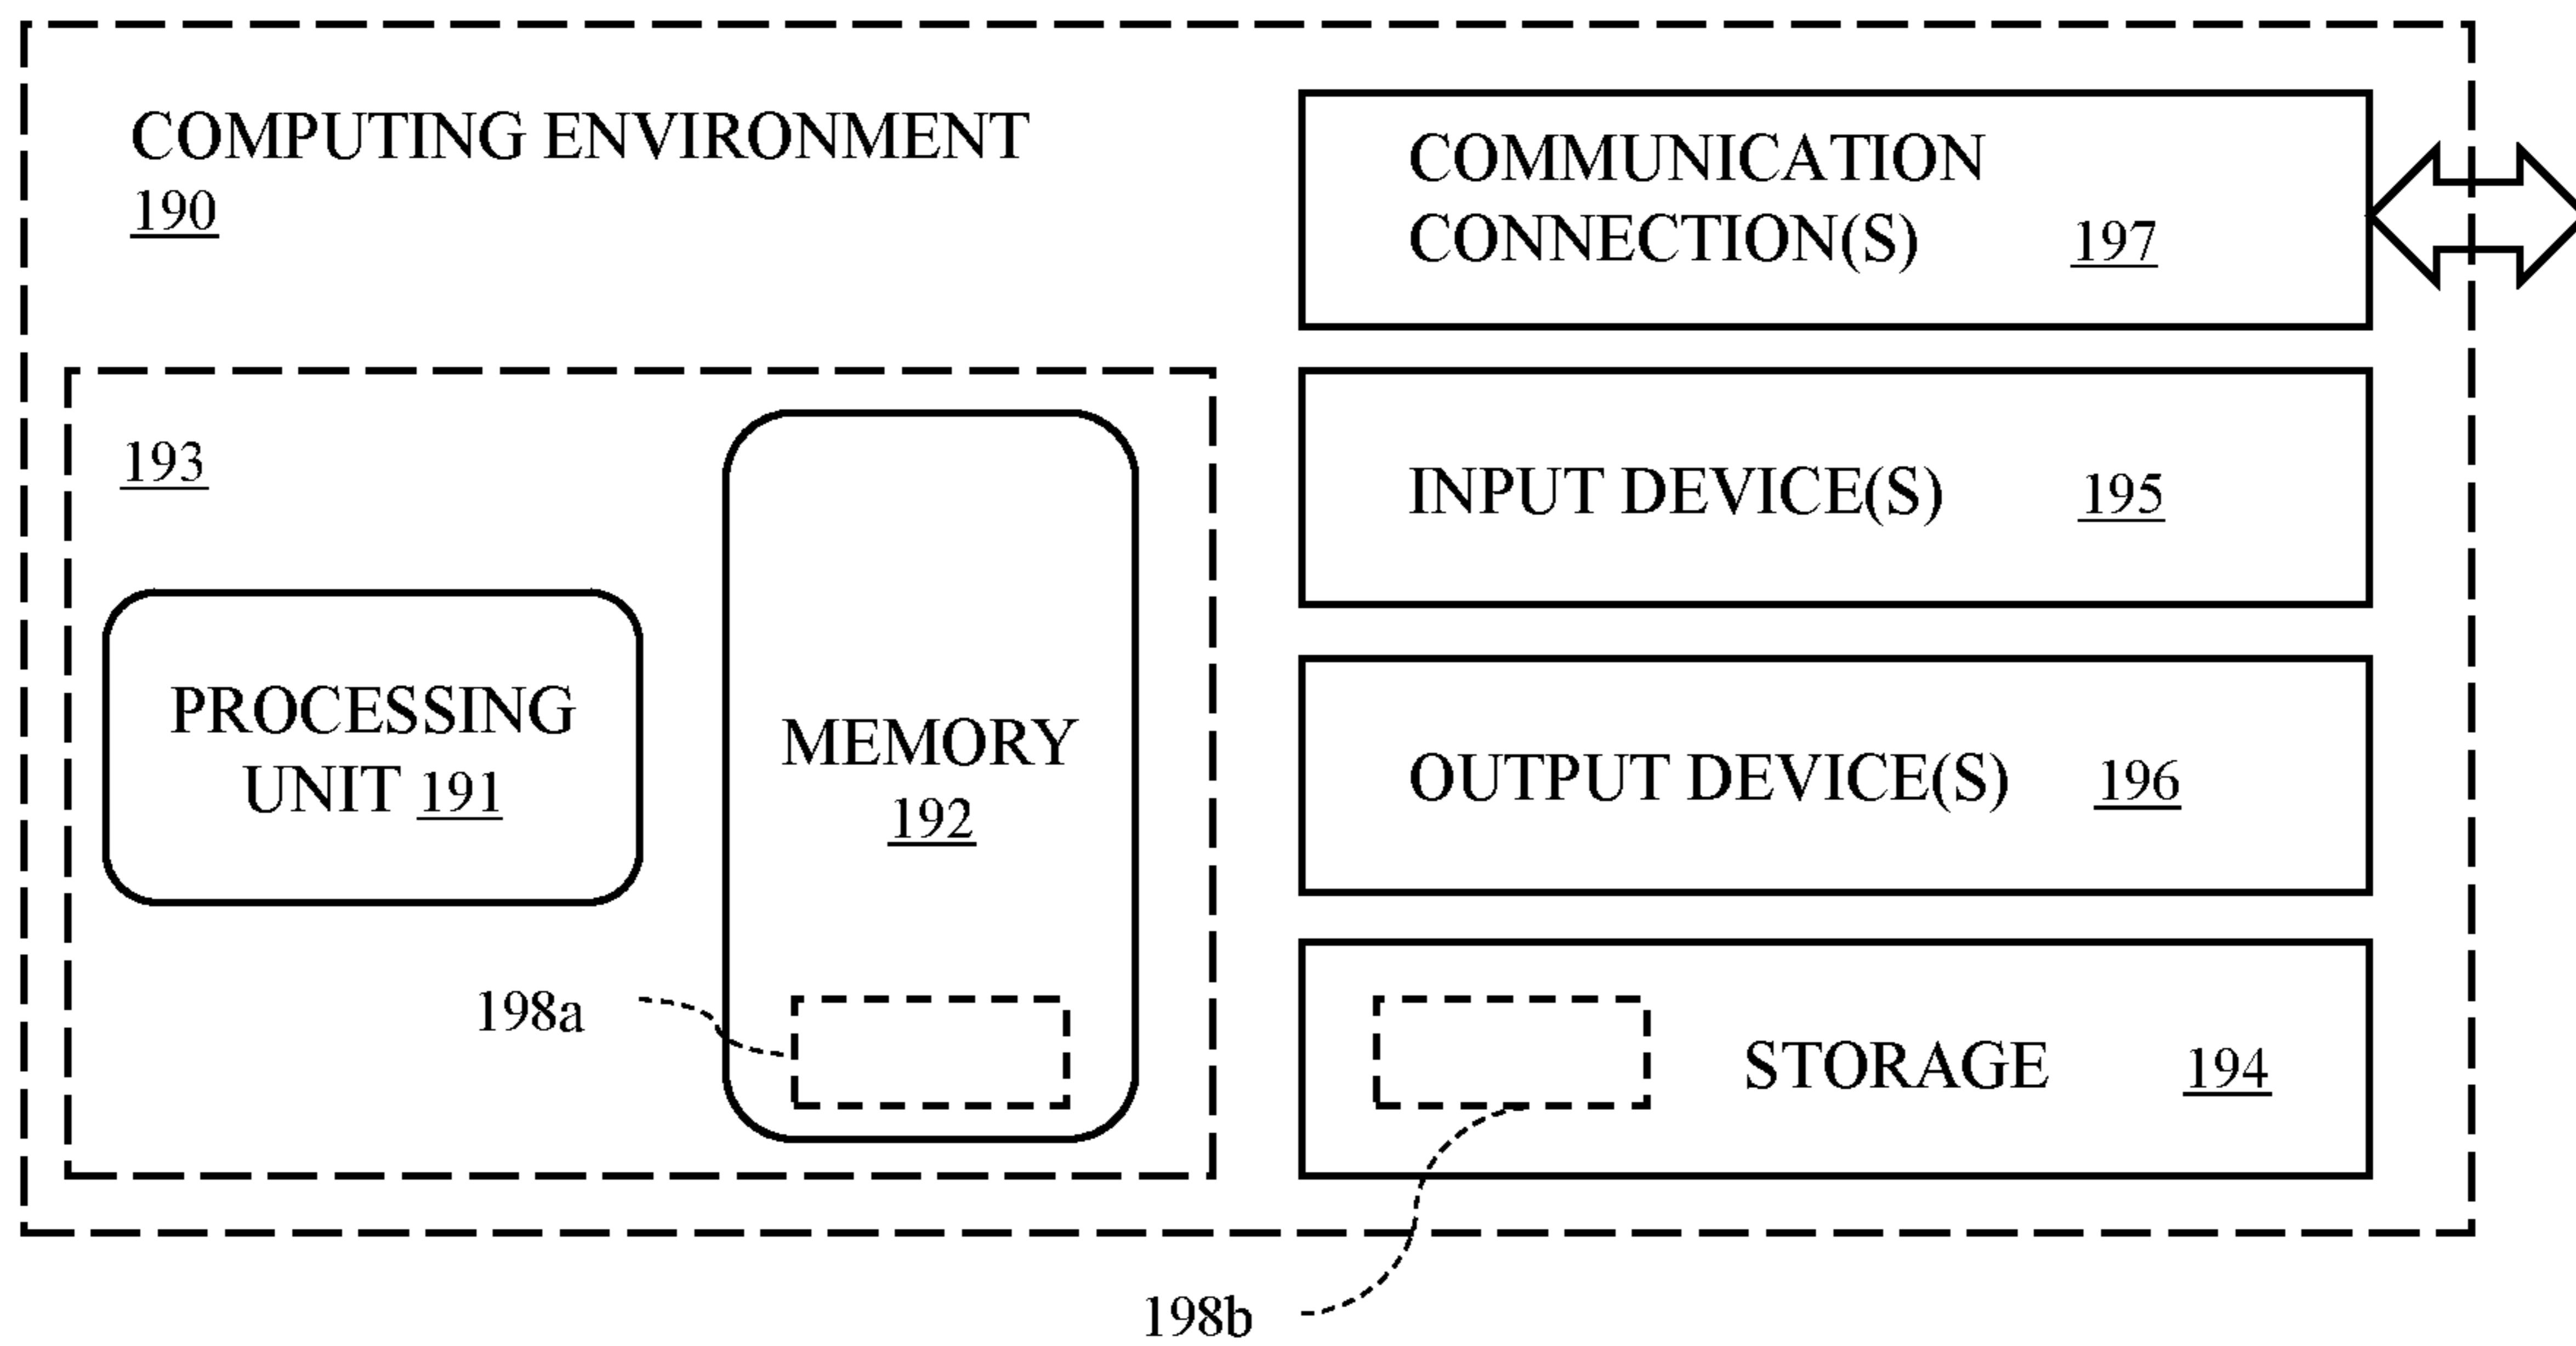 COMPUTING ENVIRONMENT
190
COMMUNICATION
CONNECTION(S) 197
193
INPUT DEVICE(S) 195
PROCESSING
UNIT 191
MEMORY
192
OUTPUT DEVICE(S) 196
198a
STORAGE 194
198b